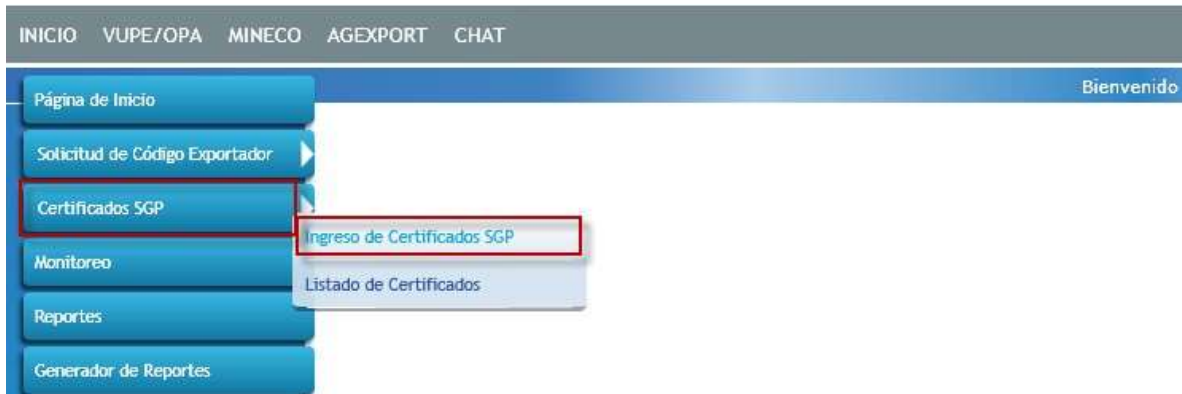 INICIO VUPE/OPA MINECO AGEXPORT CHAT
Bienvenido
Página de Inicio
Solicitud de Código Exportador
Certificados SGP
Ingreso de Certificados SGP
Monitoreo
Listado de Certificados
Reportes
Generador de Reportes